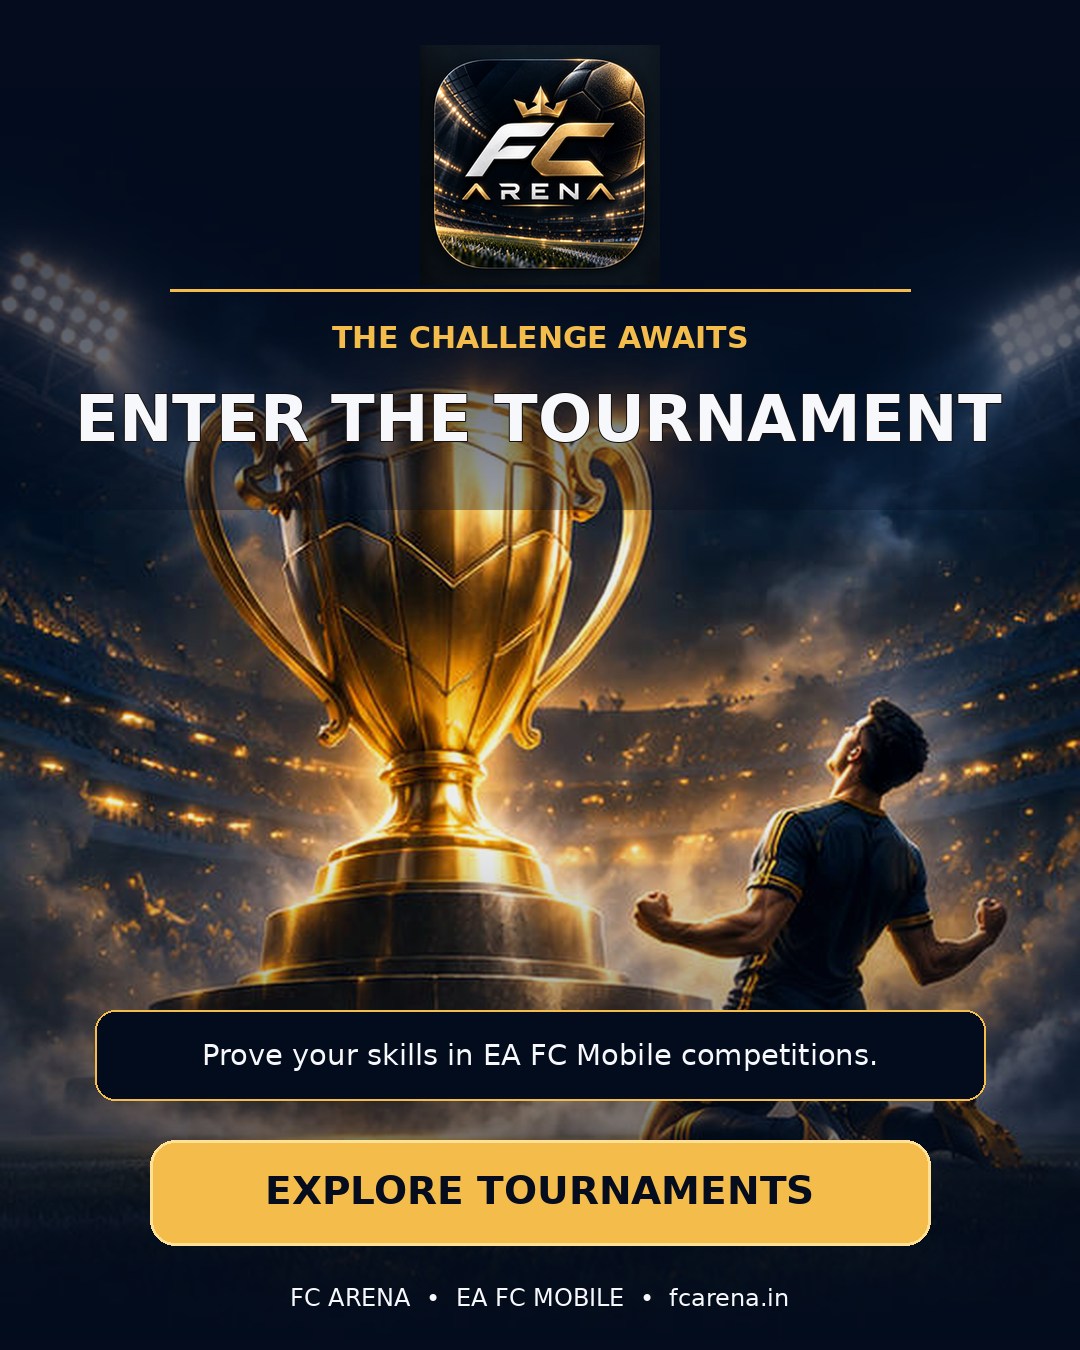 FC
ARENA
THE CHALLENGE AWAITS
ENTER THE TOURNAMENT
Prove your skills in EA FC Mobile competitions.
EXPLORE TOURNAMENTS
FC ARENA • EA FC MOBILE • fcarena.in